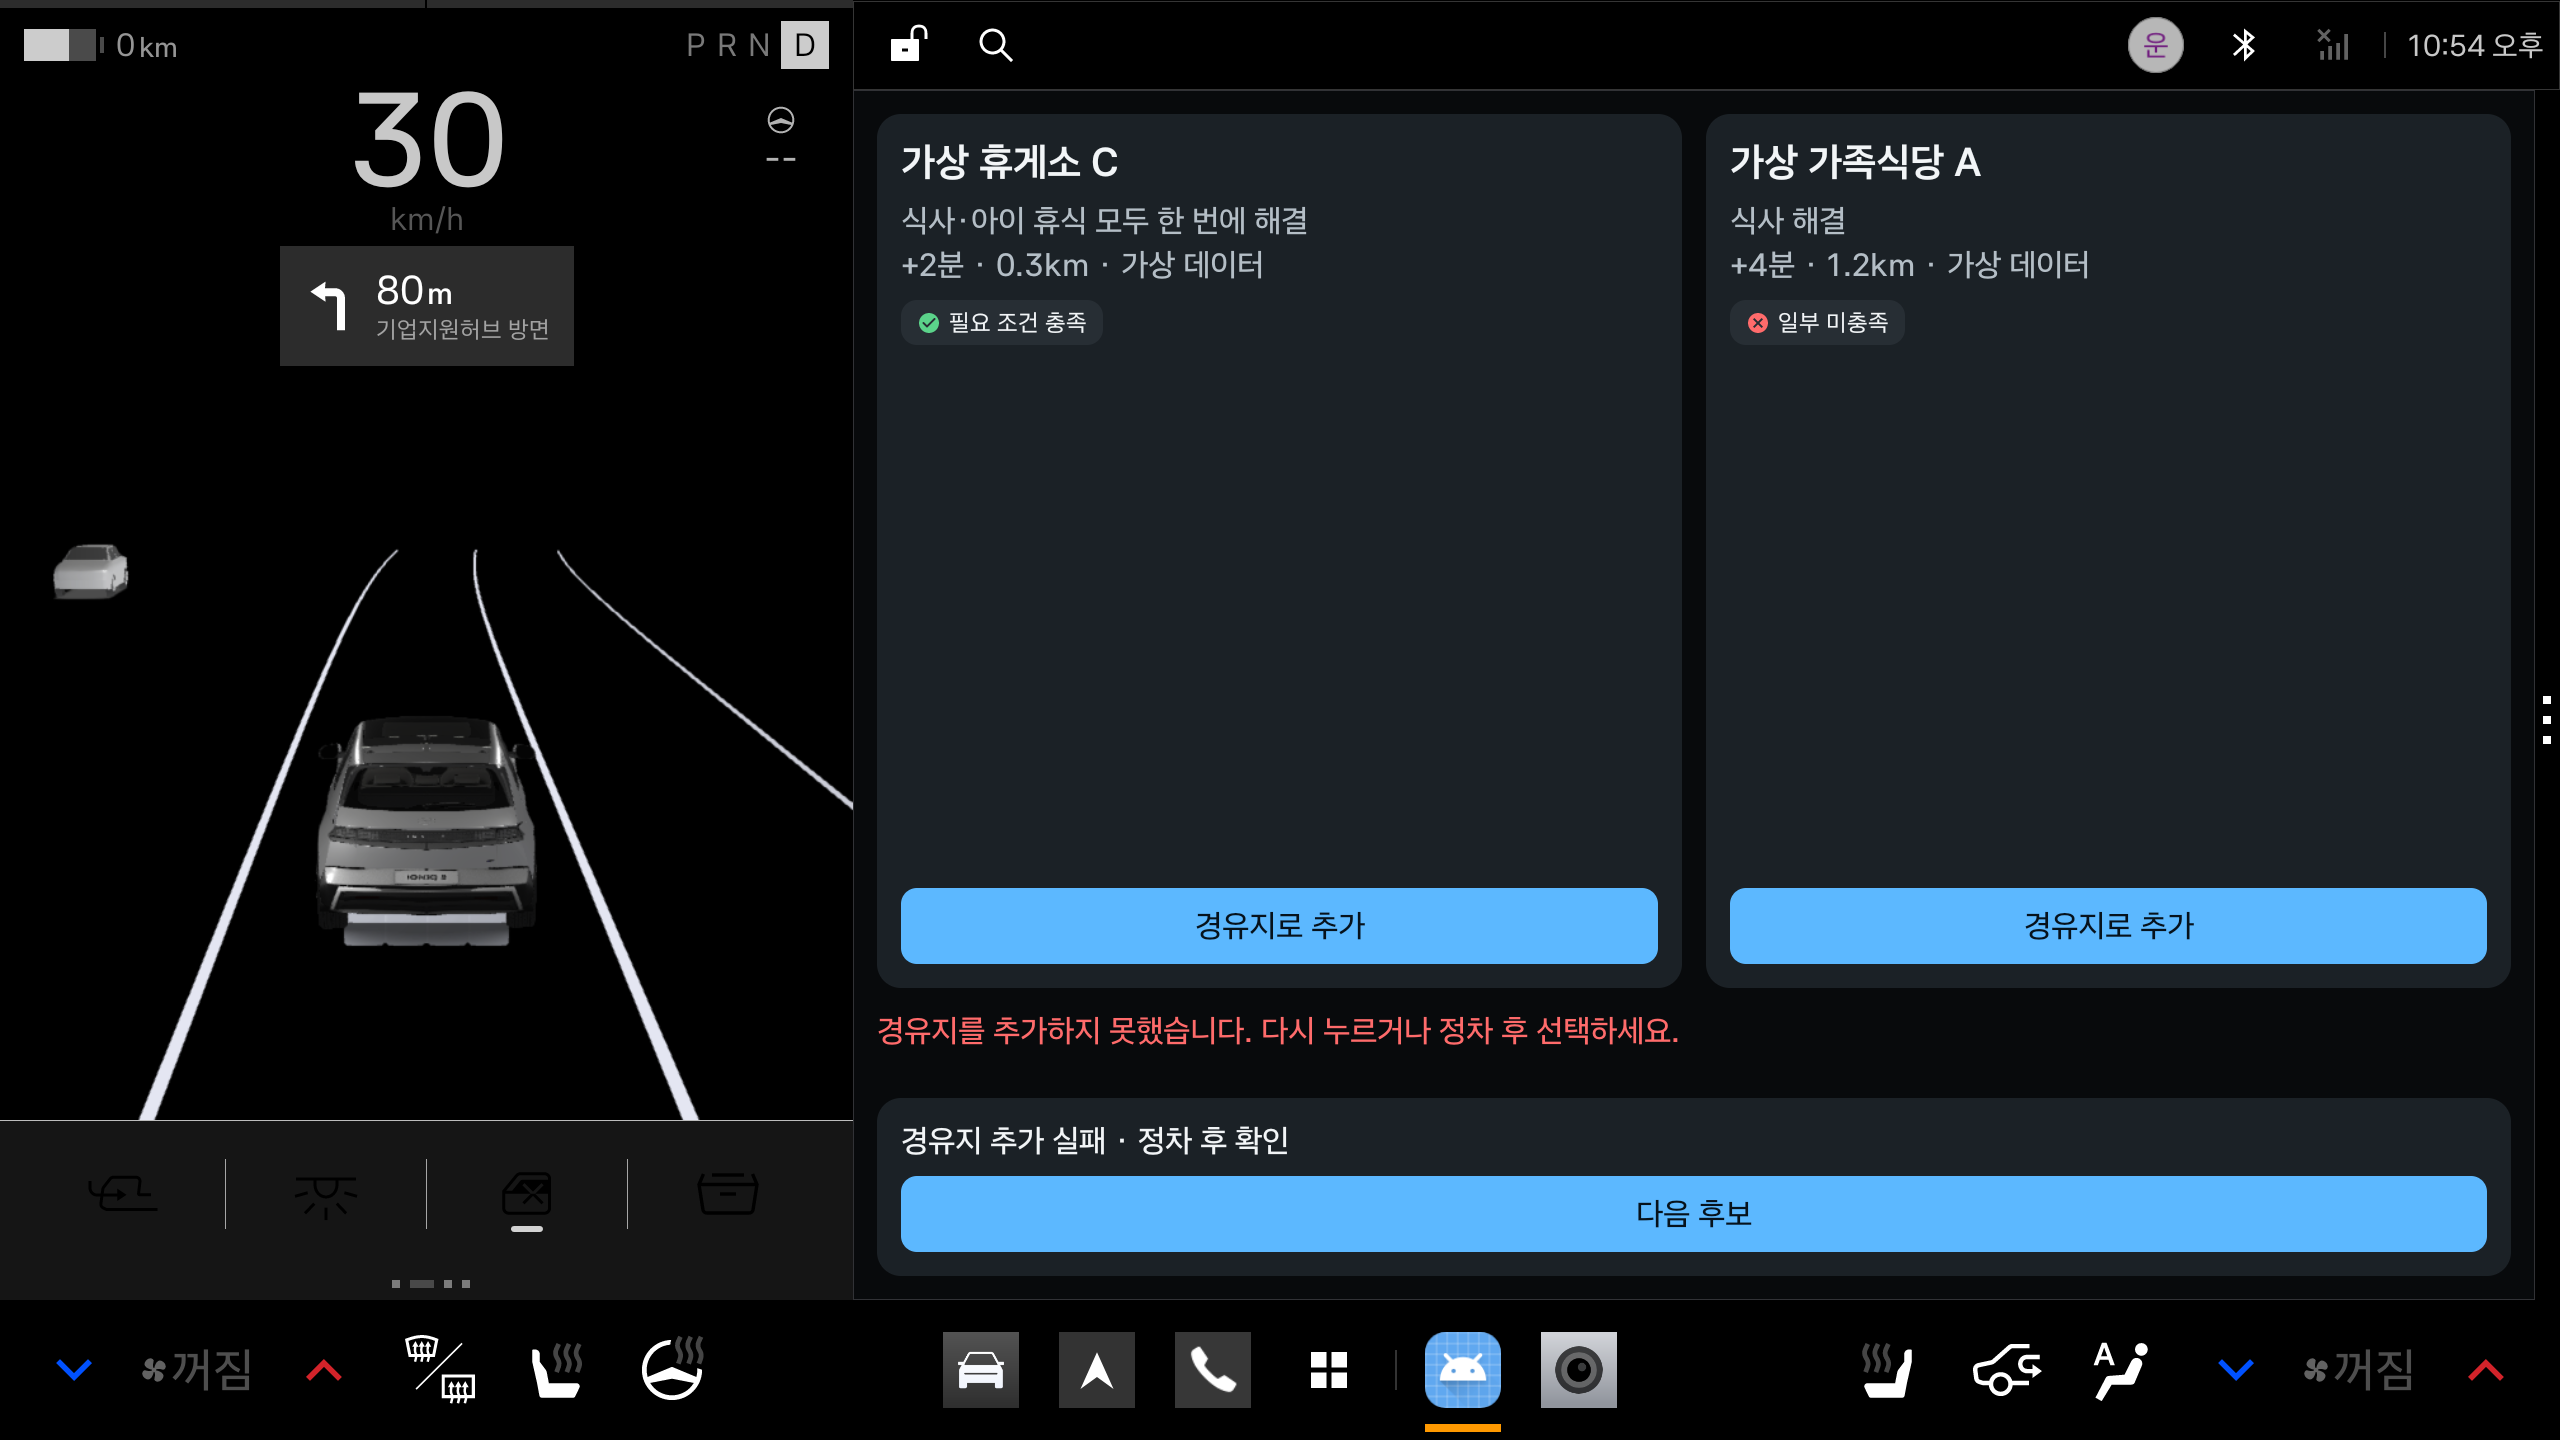 0km
P R N D
30
km/h
80m
기업지원허브 방면
--
IONIQ 5
운
10:54 오후
가상 휴게소 C
식사·아이 휴식 모두 한 번에 해결
+2분 · 0.3km · 가상 데이터
필요 조건 충족
경유지로 추가
가상 가족식당 A
식사 해결
+4분 · 1.2km · 가상 데이터
일부 미충족
경유지로 추가
경유지를 추가하지 못했습니다. 다시 누르거나 정차 후 선택하세요.
경유지 추가 실패 · 정차 후 확인
다음 후보
꺼짐
A
꺼짐